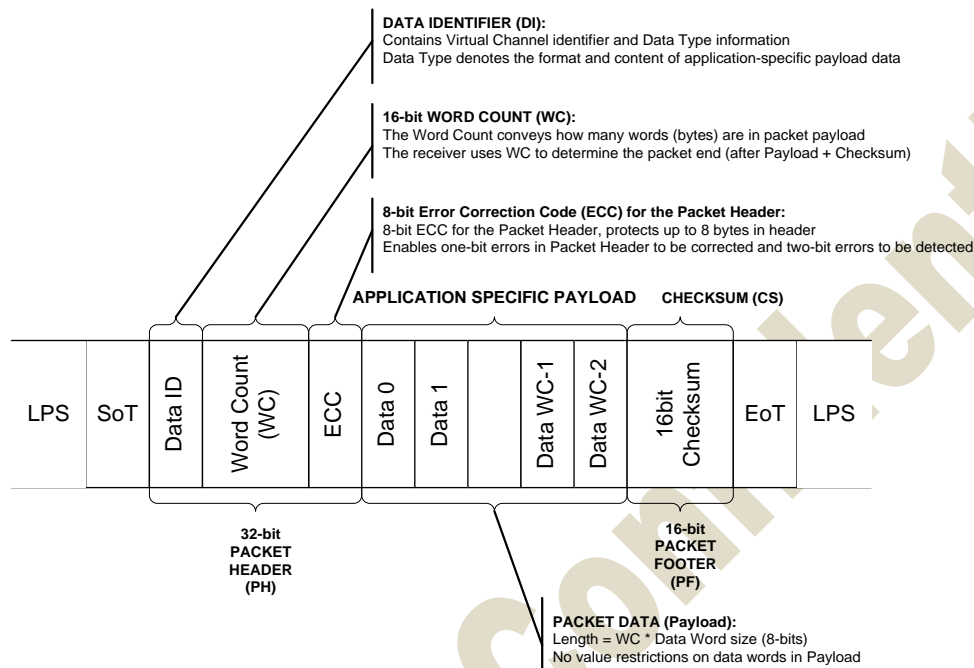 DATA IDENTIFIER (DI):
Contains Virtual Channel identifier and Data Type information
Data Type denotes the format and content of application-specific payload data
16-bit WORD COUNT (WC):
The Word Count conveys how many words (bytes) are in packet payload
The receiver uses WC to determine the packet end (after Payload + Checksum)
8-bit Error Correction Code (ECC) for the Packet Header:
8-bit ECC for the Packet Header, protects up to 8 bytes in header
Enables one-bit errors in Packet Header to be corrected and two-bit errors to be detected
APPLICATION SPECIFIC PAYLOAD
CHECKSUM (CS)
LPS
SoT
Data ID
Word Count
(WC)
ECC
Data 0
Data 1
Data WC-1
Data WC-2
16bit
Checksum
EoT
LPS
32-bit
PACKET
HEADER
(PH)
16-bit
PACKET
FOOTER
(PF)
PACKET DATA (Payload):
Length = WC * Data Word size (8-bits)
No value restrictions on data words in Payload